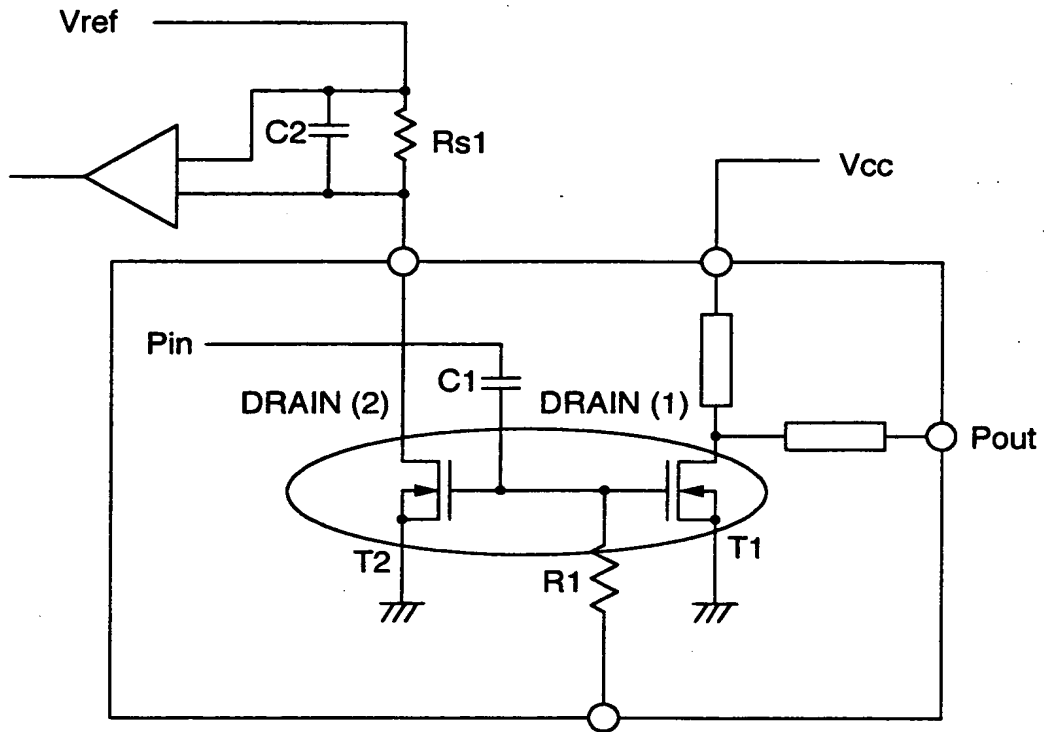 Vref
C2
Rs1
Vcc
Pin
C1
DRAIN (2)
DRAIN (1)
Pout
T2
T1
R1